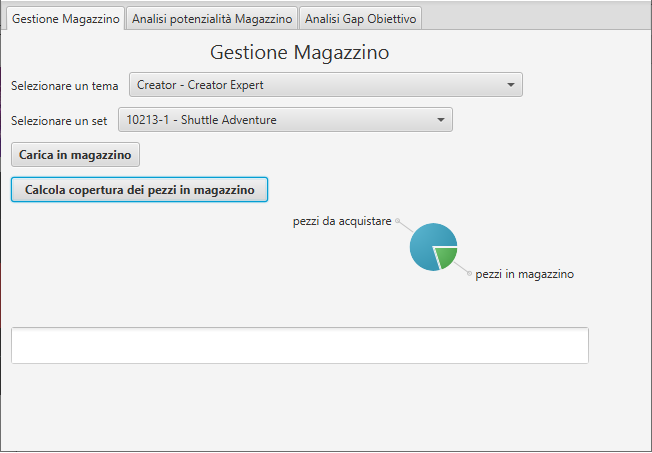 Gestione Magazzino
Analisi potenzialità Magazzino
Analisi Gap Obiettivo
Gestione Magazzino
Selezionare un tema
Creator - Creator Expert
Selezionare un set
10213-1 - Shuttle Adventure
Carica in magazzino
Calcola copertura dei pezzi in magazzino
pezzi da acquistare
pezzi in magazzino